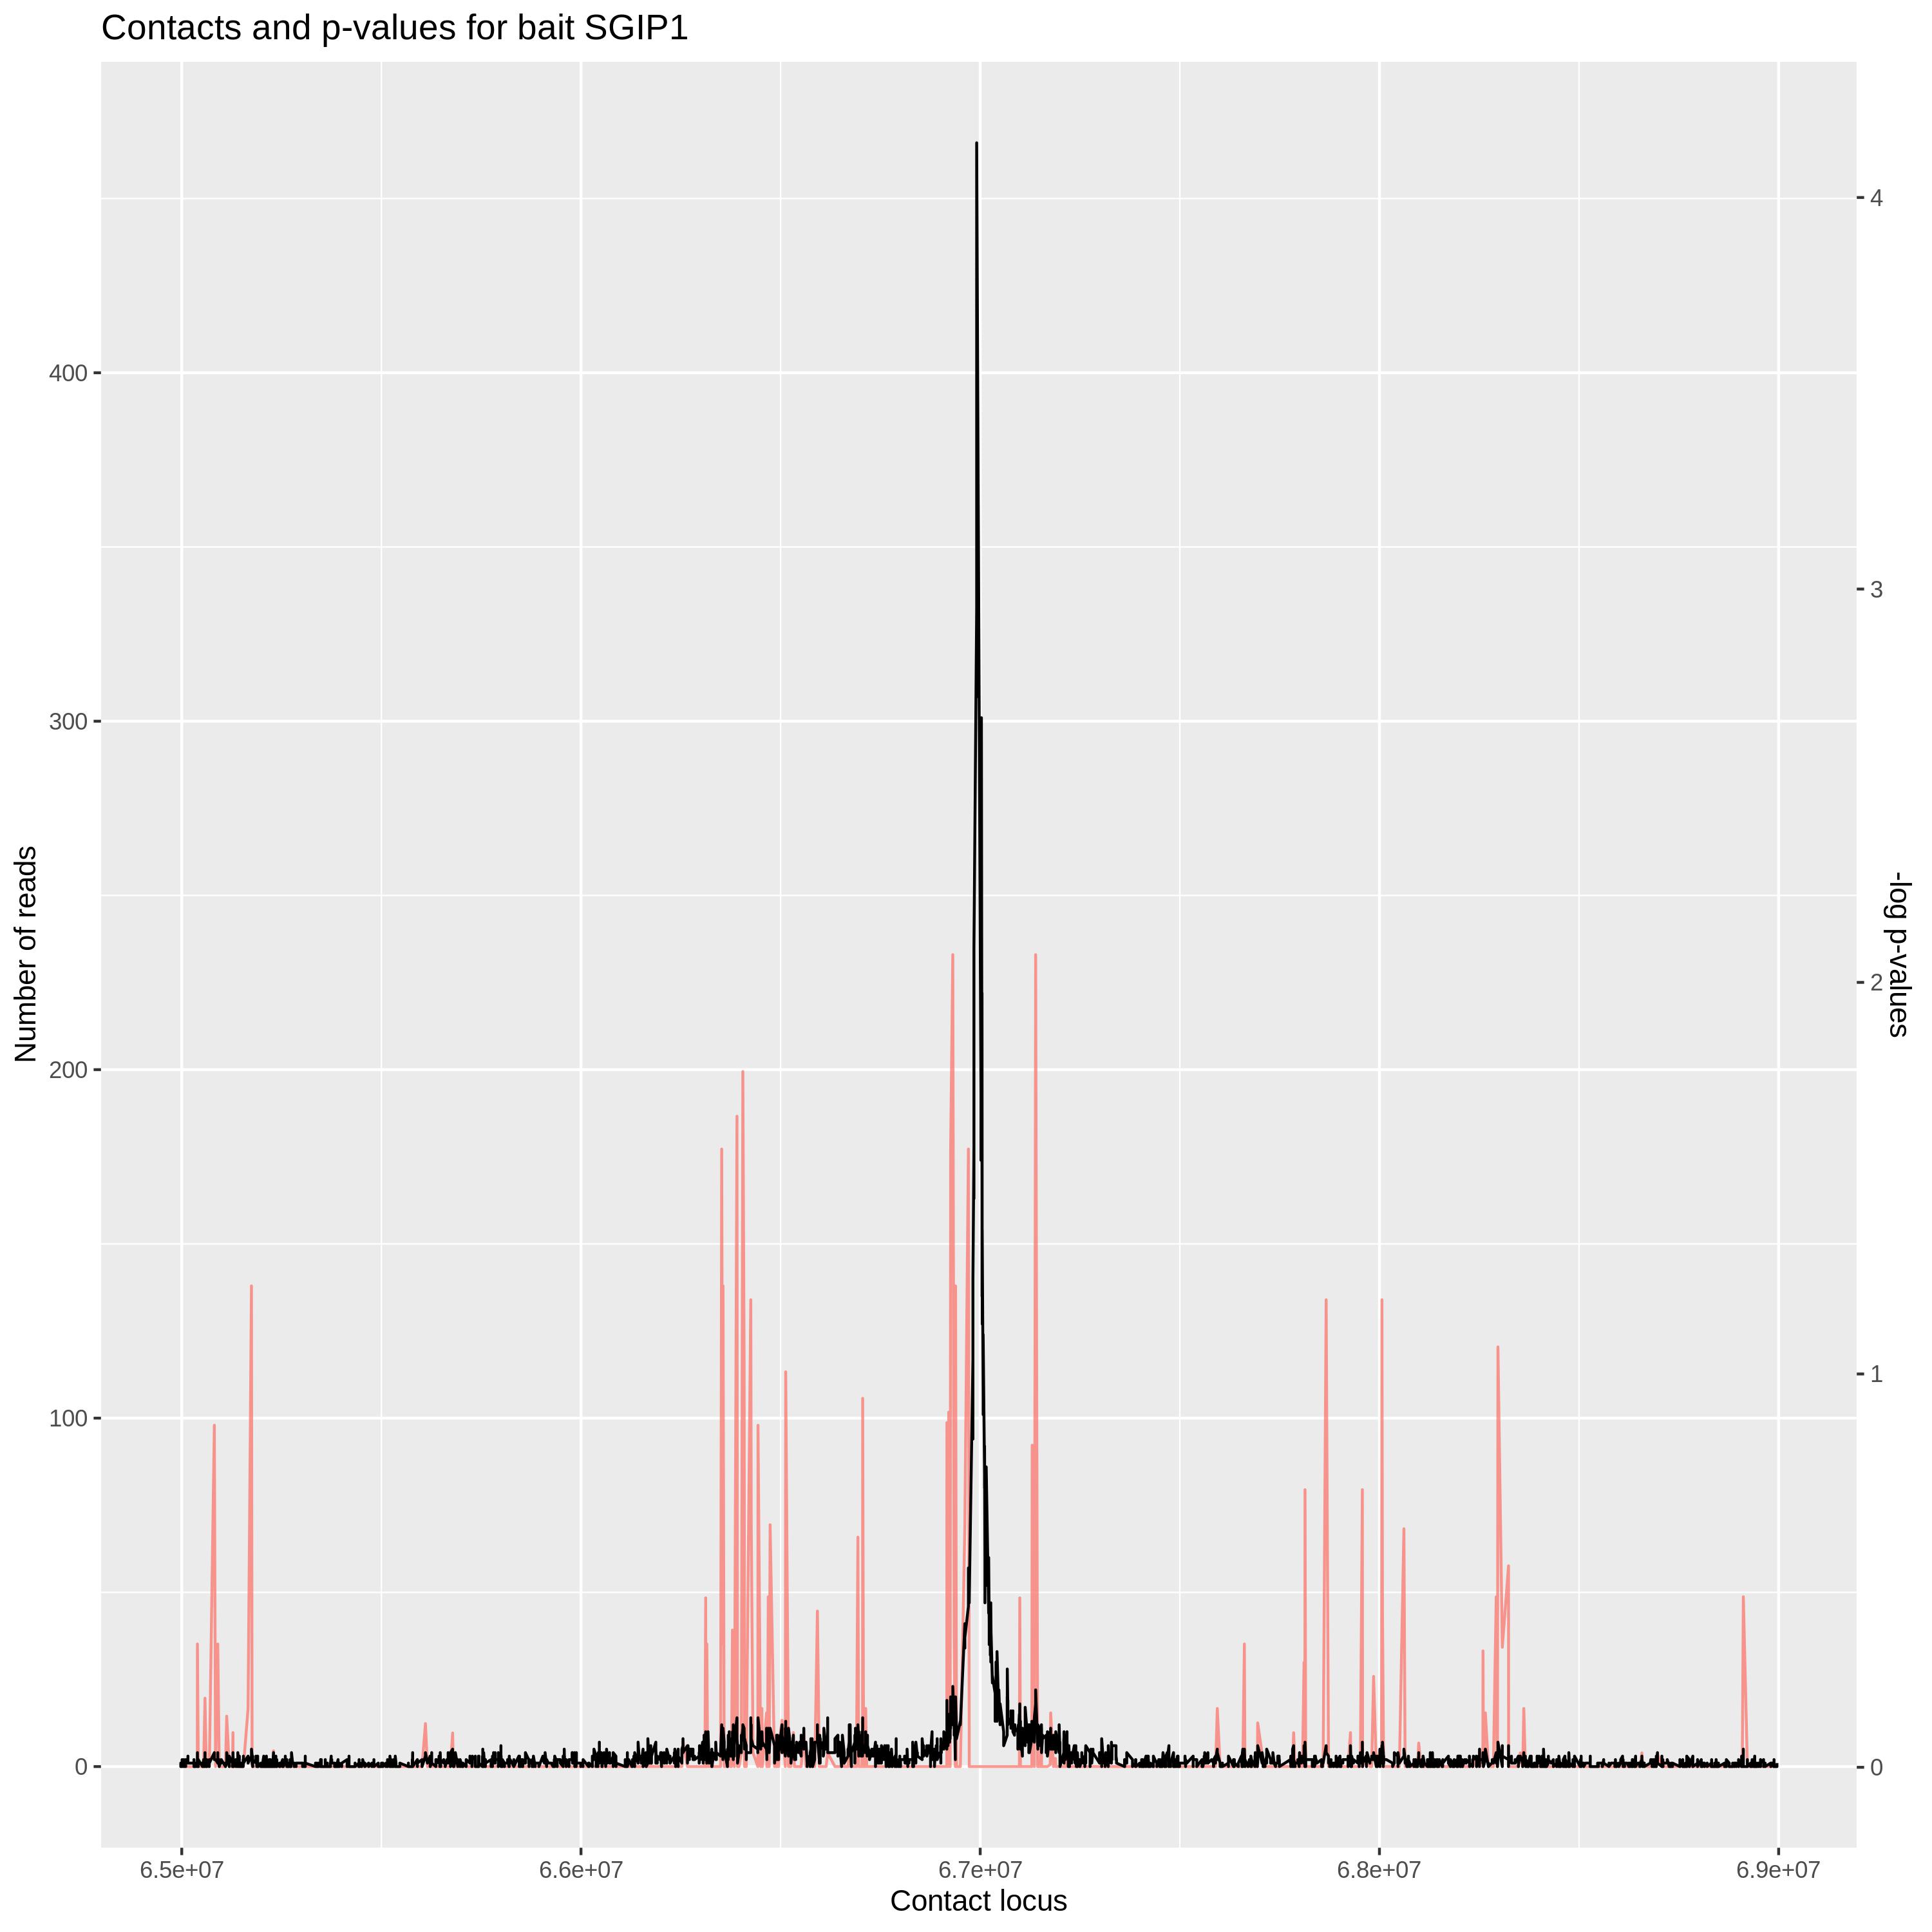 Contacts and p-values for bait SGIP1
Number of reads
400
300
200
100
0
4
3
2
1
0
-log p-values
6.5e+07 6.6e+07 6.7e+07 6.8e+07 6.9e+07
Contact locus